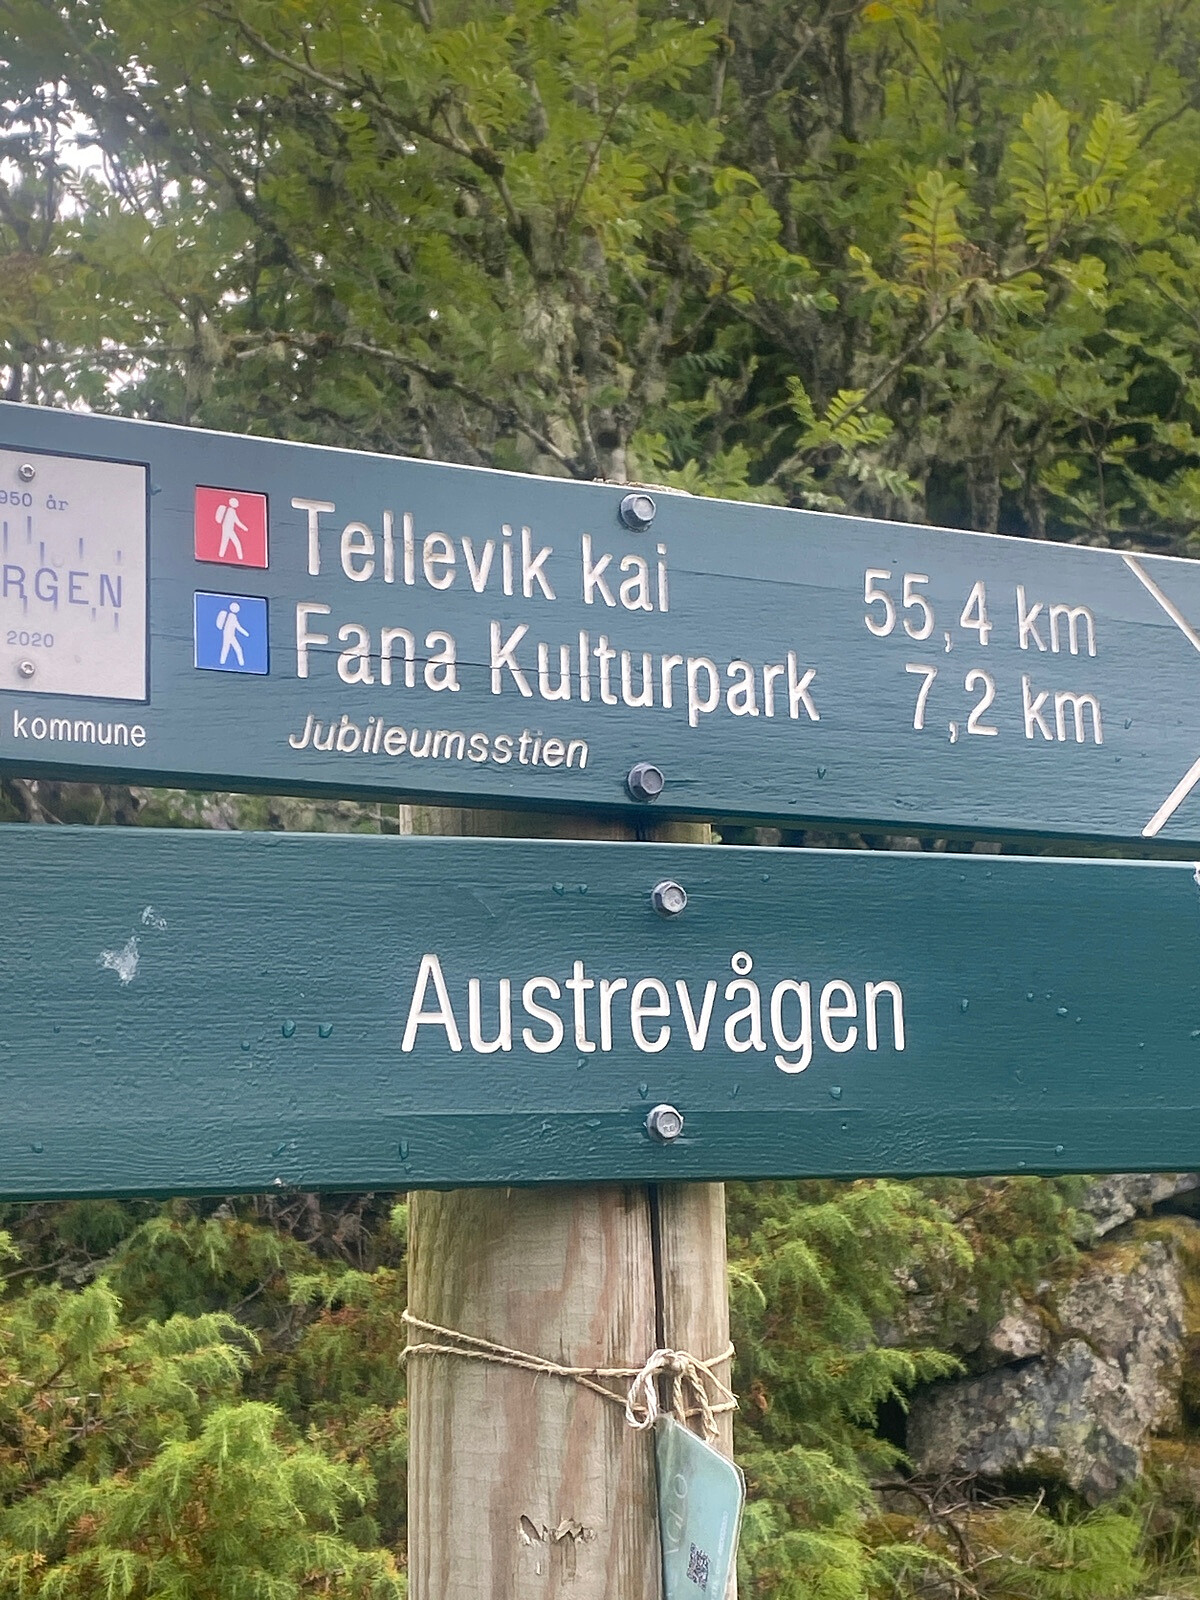 950 år
RGEN
2020
kommune
Tellevik kai 55,4 km
Fana Kulturpark 7,2 km
Jubileumsstien
Austrevågen